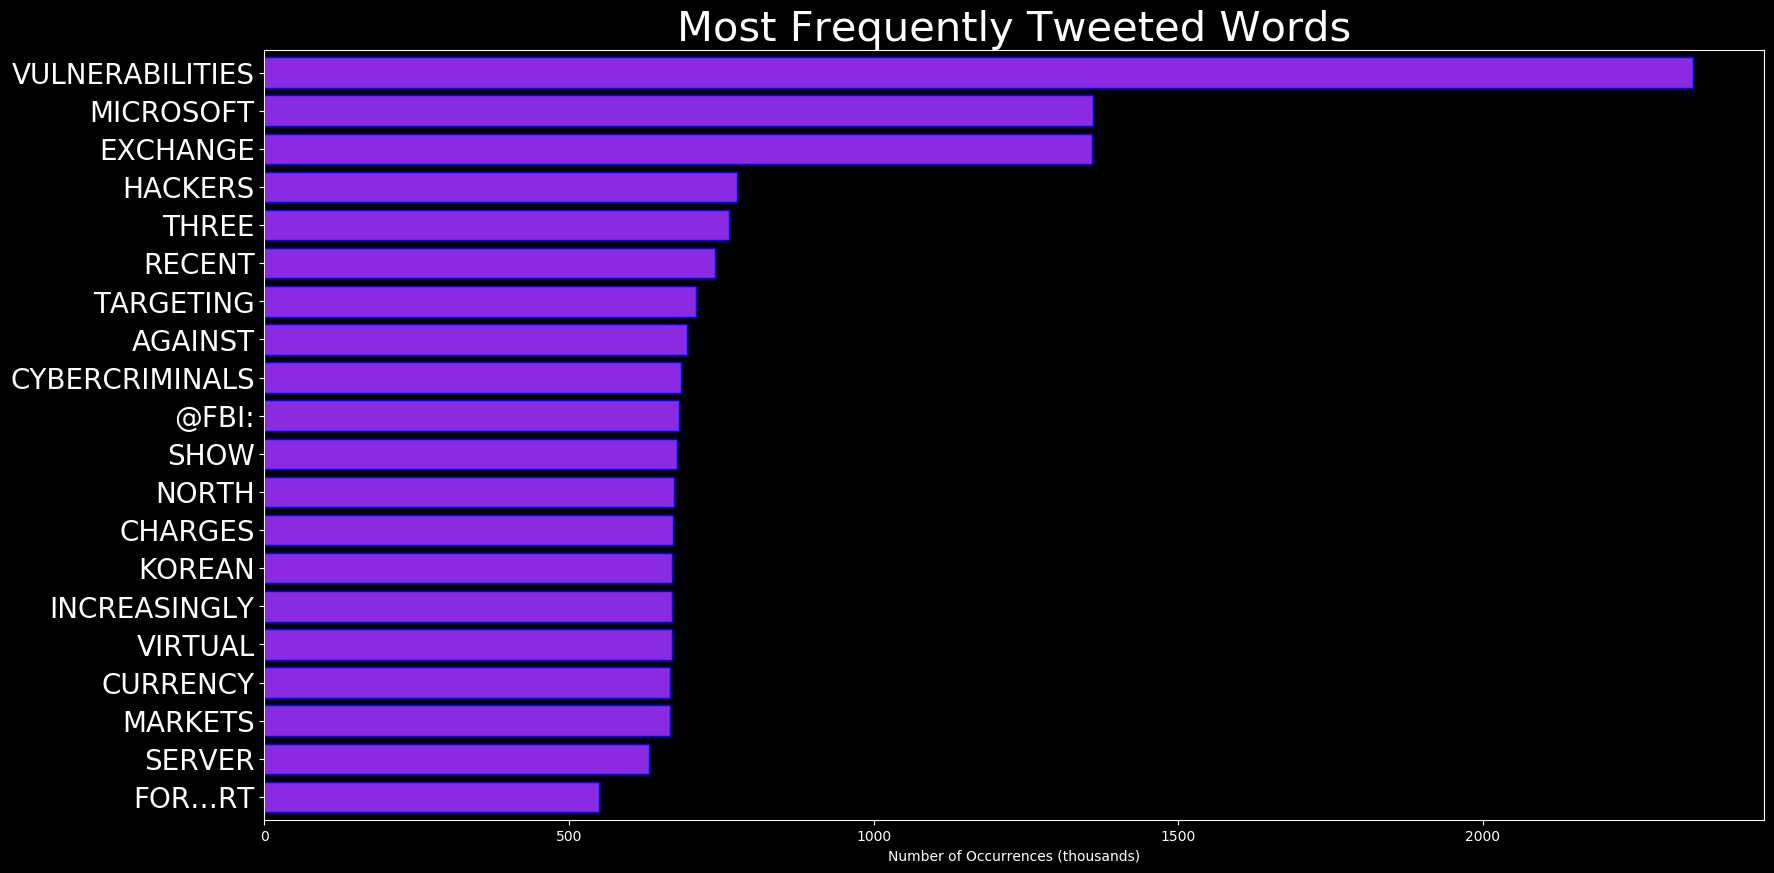 Most Frequently Tweeted Words
VULNERABILITIES
MICROSOFT
EXCHANGE
HACKERS
THREE
RECENT
TARGETING
AGAINST
CYBERCRIMINALS
@FBI:
SHOW
NORTH
CHARGES
KOREAN
INCREASINGLY
VIRTUAL
CURRENCY
MARKETS
SERVER
FOR…RT
0 500 1000 1500 2000
Number of Occurrences (thousands)